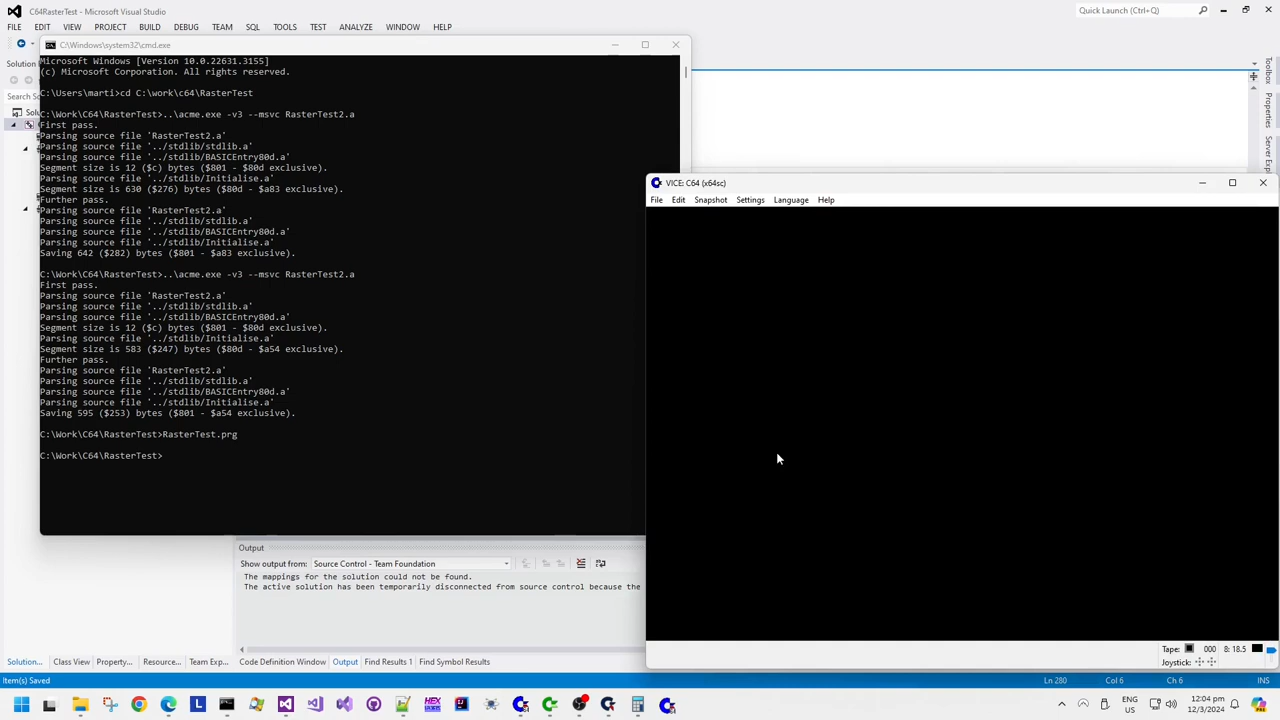 C64RasterTest - Microsoft Visual Studio
Quick Launch (Ctrl+Q)
FILE EDIT VIEW PROJECT BUILD DEBUG TEAM SQL TOOLS TEST ANALYZE WINDOW HELP
C:\Windows\system32\cmd.exe
Microsoft Windows [Version 10.0.22631.3155]
(c) Microsoft Corporation. All rights reserved.
C:\Users\marti>cd C:\work\c64\RasterTest
C:\Work\C64\RasterTest>..\acme.exe -v3 --msvc RasterTest2.a
First pass.
Parsing source file 'RasterTest2.a'
Parsing source file '../stdlib/stdlib.a'
Parsing source file '../stdlib/BASICEntry80d.a'
Segment size is 12 ($c) bytes ($801 - $80d exclusive).
Parsing source file '../stdlib/Initialise.a'
Segment size is 630 ($276) bytes ($80d - $a83 exclusive).
Further pass.
Parsing source file 'RasterTest2.a'
Parsing source file '../stdlib/stdlib.a'
Parsing source file '../stdlib/BASICEntry80d.a'
Parsing source file '../stdlib/Initialise.a'
Saving 642 ($282) bytes ($801 - $a83 exclusive).
C:\Work\C64\RasterTest>..\acme.exe -v3 --msvc RasterTest2.a
First pass.
Parsing source file 'RasterTest2.a'
Parsing source file '../stdlib/stdlib.a'
Parsing source file '../stdlib/BASICEntry80d.a'
Segment size is 12 ($c) bytes ($801 - $80d exclusive).
Parsing source file '../stdlib/Initialise.a'
Segment size is 583 ($247) bytes ($80d - $a54 exclusive).
Further pass.
Parsing source file 'RasterTest2.a'
Parsing source file '../stdlib/stdlib.a'
Parsing source file '../stdlib/BASICEntry80d.a'
Parsing source file '../stdlib/Initialise.a'
Saving 595 ($253) bytes ($801 - $a54 exclusive).
C:\Work\C64\RasterTest>RasterTest.prg
C:\Work\C64\RasterTest>
Solution
Search So
Solu
Toolbox
Properties
Server Expl
VICE: C64 (x64sc)
File Edit Snapshot Settings Language Help
Tape: 000 8: 18.5
Joystick:
Output
Show output from: Source Control - Team Foundation
The mappings for the solution could not be found.
The active solution has been temporarily disconnected from source control because the
Solution... Class View Property... Resource... Team Exp... Code Definition Window Output Find Results 1 Find Symbol Results
Item(s) Saved
Ln 280 Col 6 Ch 6 INS
HEX
ENG
US
12:04 pm
12/3/2024